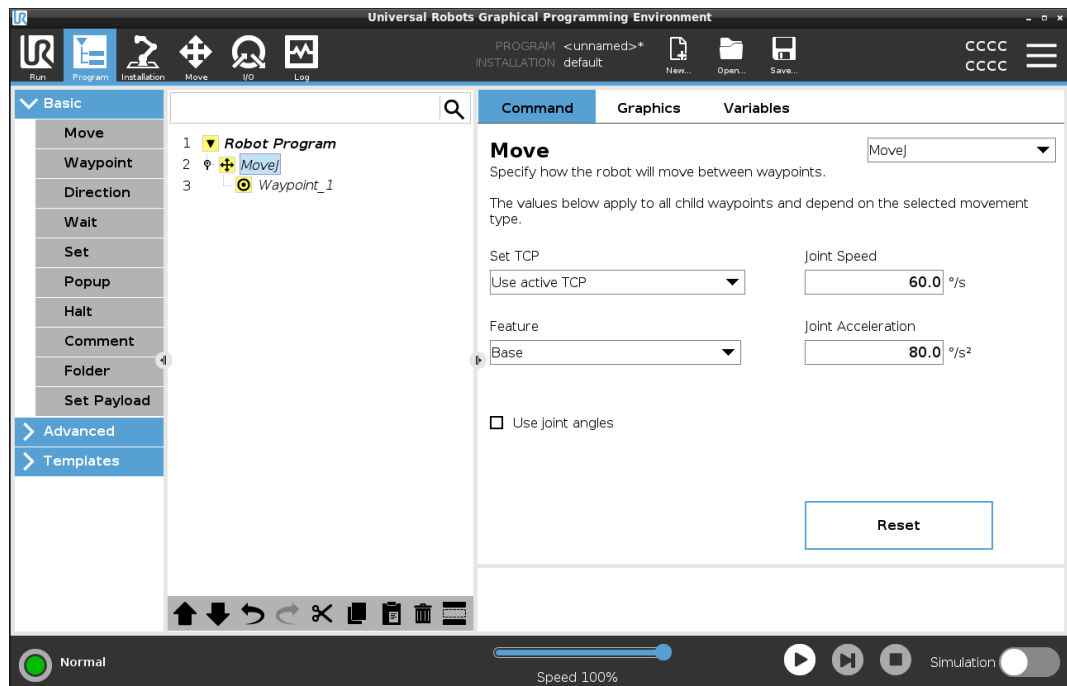 Universal Robots Graphical Programming Environment
UR
Run
Program
Installation
Move
I/O
Log
PROGRAM <unnamed>*
INSTALLATION default
New...
Open...
Save...
CCCC
CCCC
Basic
Move
Waypoint
Direction
Wait
Set
Popup
Halt
Comment
Folder
Set Payload
Advanced
Templates
1 Robot Program
2 MoveJ
3 Waypoint_1
Command Graphics Variables
Move
MoveJ
Specify how the robot will move between waypoints.
The values below apply to all child waypoints and depend on the selected movement
type.
Set TCP
Joint Speed
Use active TCP
60.0 °/s
Feature
Joint Acceleration
Base
80.0 °/s²
Use joint angles
Reset
Normal
Speed 100%
Simulation